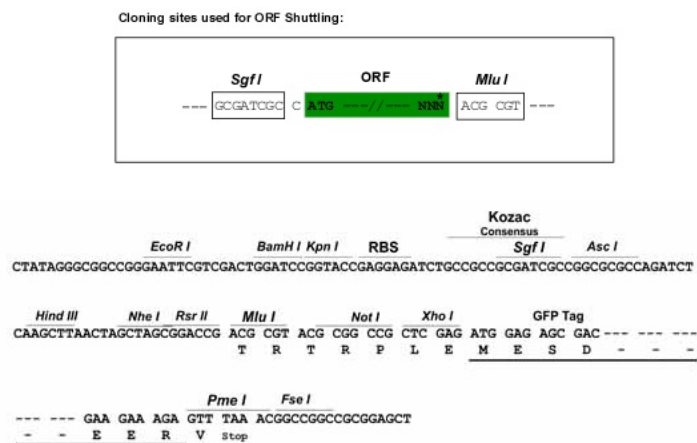 Cloning sites used for ORF Shuttling:
Sgf I ORF Mlu I
--- GCGATCGC C ATG ---//--- NNN* ACG CGT ---
Kozac
Consensus
EcoR I BamH I Kpn I RBS Sgf I Asc I
CTATAGGGCGGCCGGGAATTCGTCGACTGGATCCGGTACCGAGGAGATCTGCCGCCGCGATCGCCGGCGCGCCAGATCT
Hind III Nhe I Rsr II Mlu I Not I Xho I GFP Tag
CAAGCTTAACTAGCTAGCGGACCG ACG CGT ACG CGG CCG CTC GAG ATG GAG AGC GAC-- --- ---
T R T R P L E M E S D - - -
Pme I Fse I
--- --- GAA GAA AGA GTT TAA ACGGCCGGCCGCGGAGCT
- - E E R V Stop